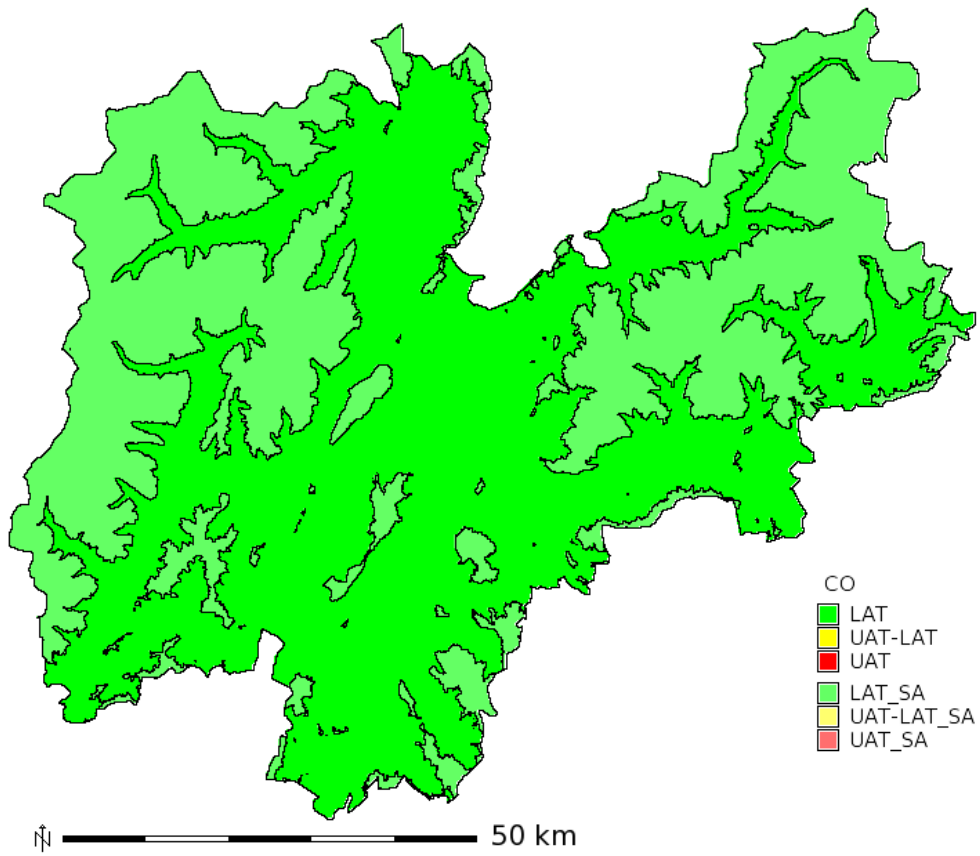 CO
LAT
UAT-LAT
UAT
LAT_SA
UAT-LAT_SA
UAT_SA
N
50 km